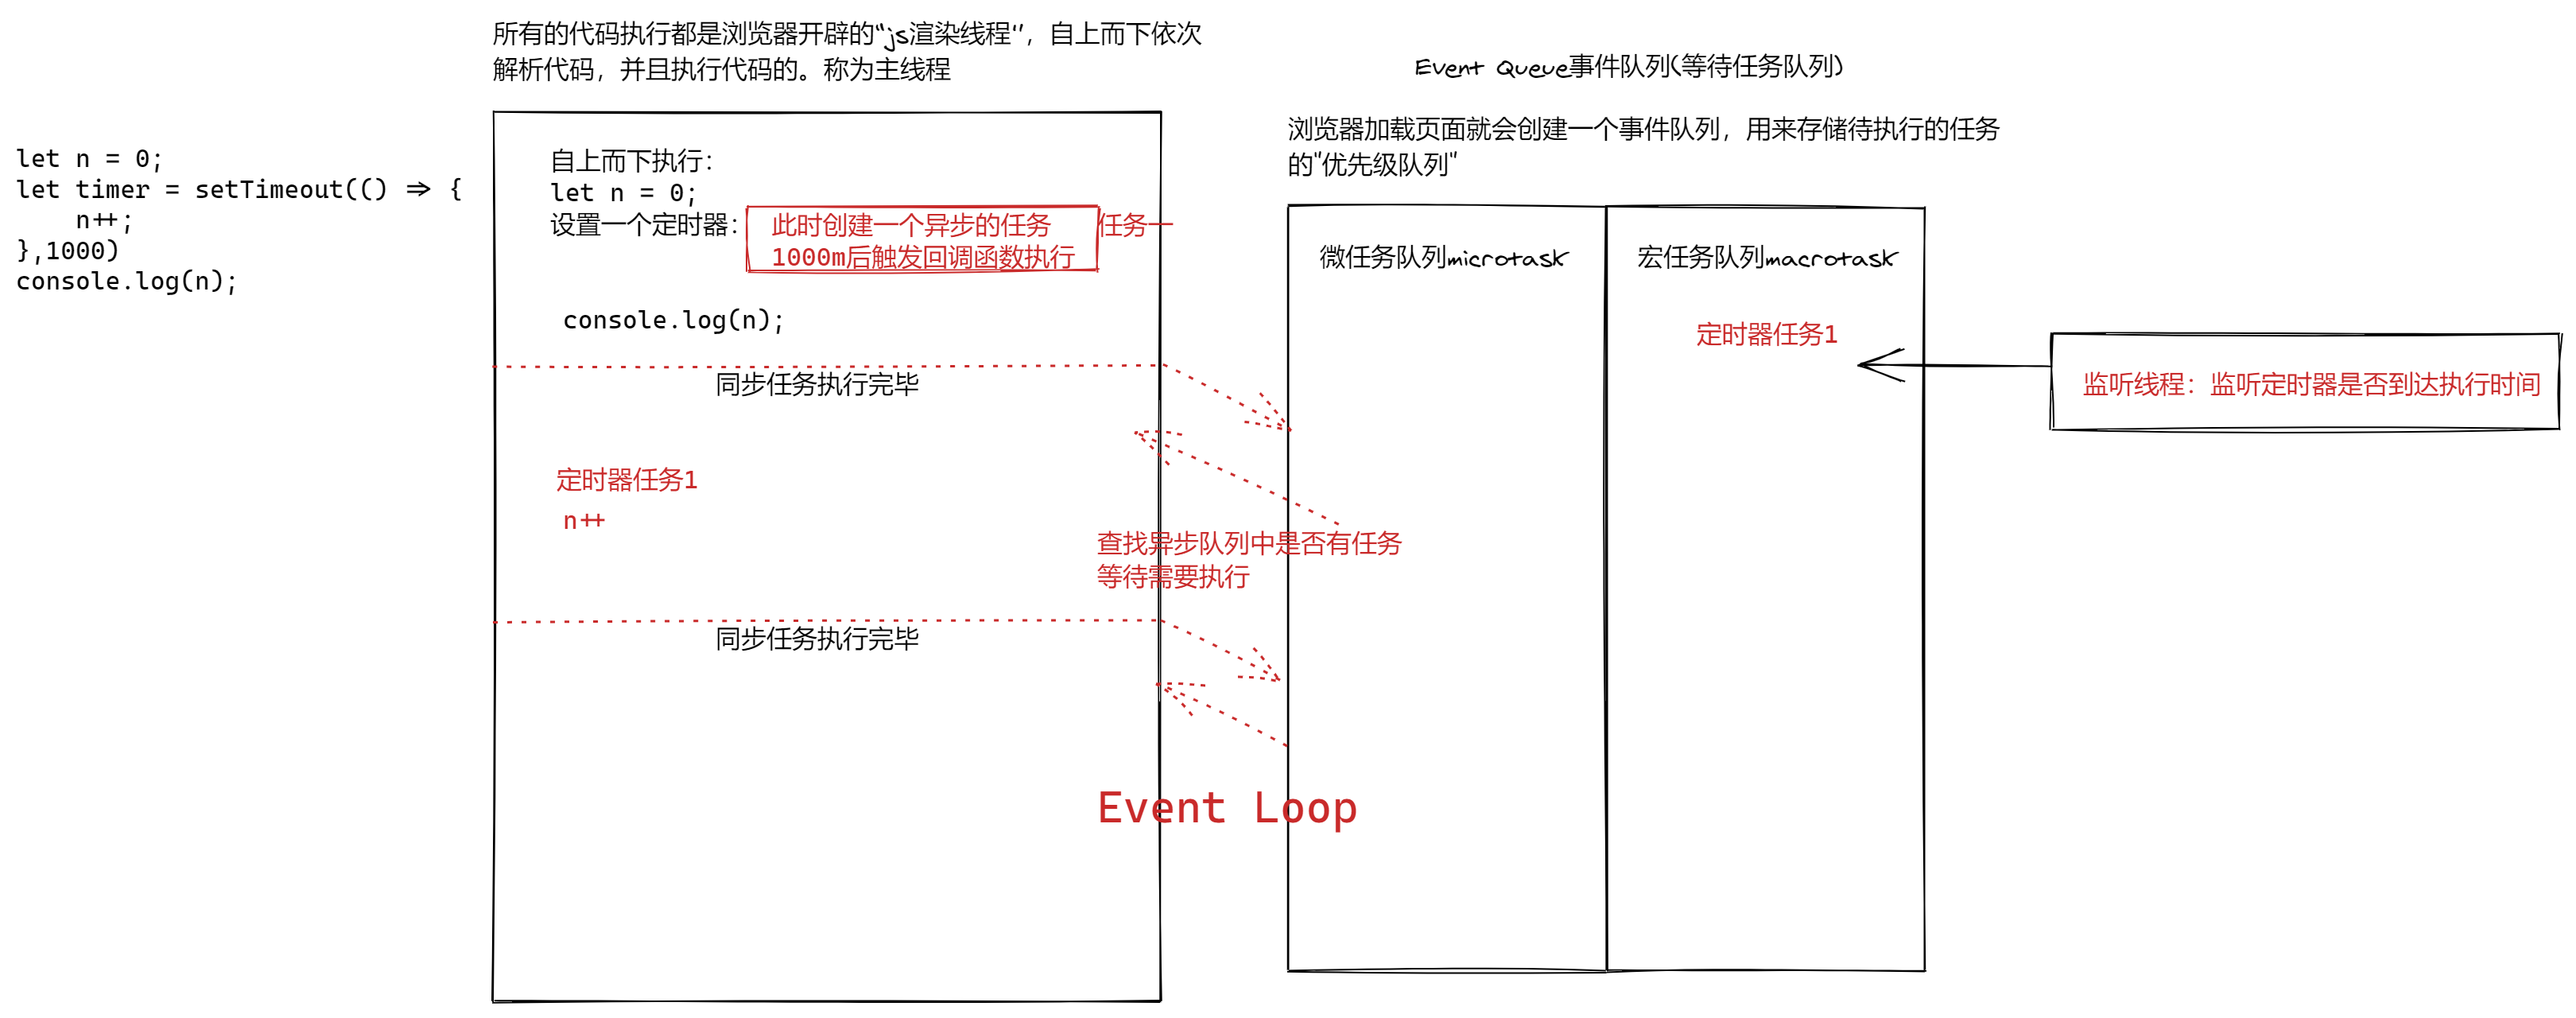 let n = 0;
let timer = setTimeout(() => {
    n++;
},1000)
console.log(n);
所有的代码执行都是浏览器开辟的“js渲染线程”，自上而下依次
解析代码，并且执行代码的。称为主线程
自上而下执行：
let n = 0;
设置一个定时器：
此时创建一个异步的任务
1000m后触发回调函数执行
任务一
console.log(n);
同步任务执行完毕
定时器任务1
n++
查找异步队列中是否有任务
等待需要执行
同步任务执行完毕
Event Loop
Event Queue事件队列(等待任务队列)
浏览器加载页面就会创建一个事件队列，用来存储待执行的任务
的"优先级队列"
微任务队列microtask
宏任务队列macrotask
定时器任务1
监听线程：监听定时器是否到达执行时间